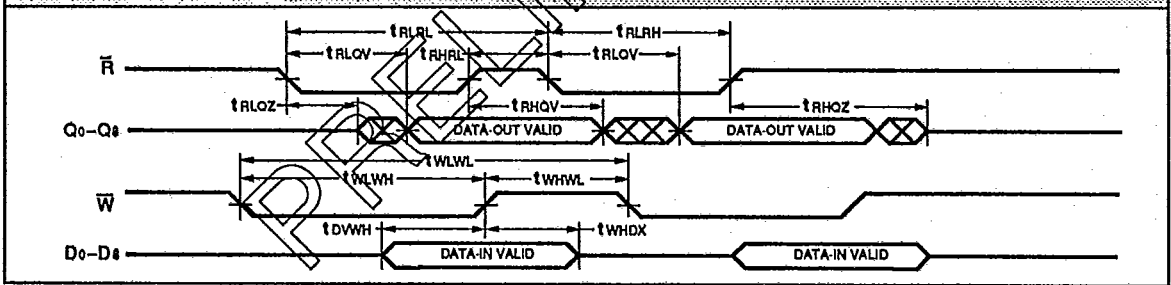 tRLRL tRLRH
tRLQV tRHRL tRLQV
R̅
tRLQZ tRHQV tRHQZ
Q0–Q8 DATA-OUT VALID DATA-OUT VALID
tWLWL
tWLWH tWHWL
W̅
tDVWH tWHDX
D0–D8 DATA-IN VALID DATA-IN VALID